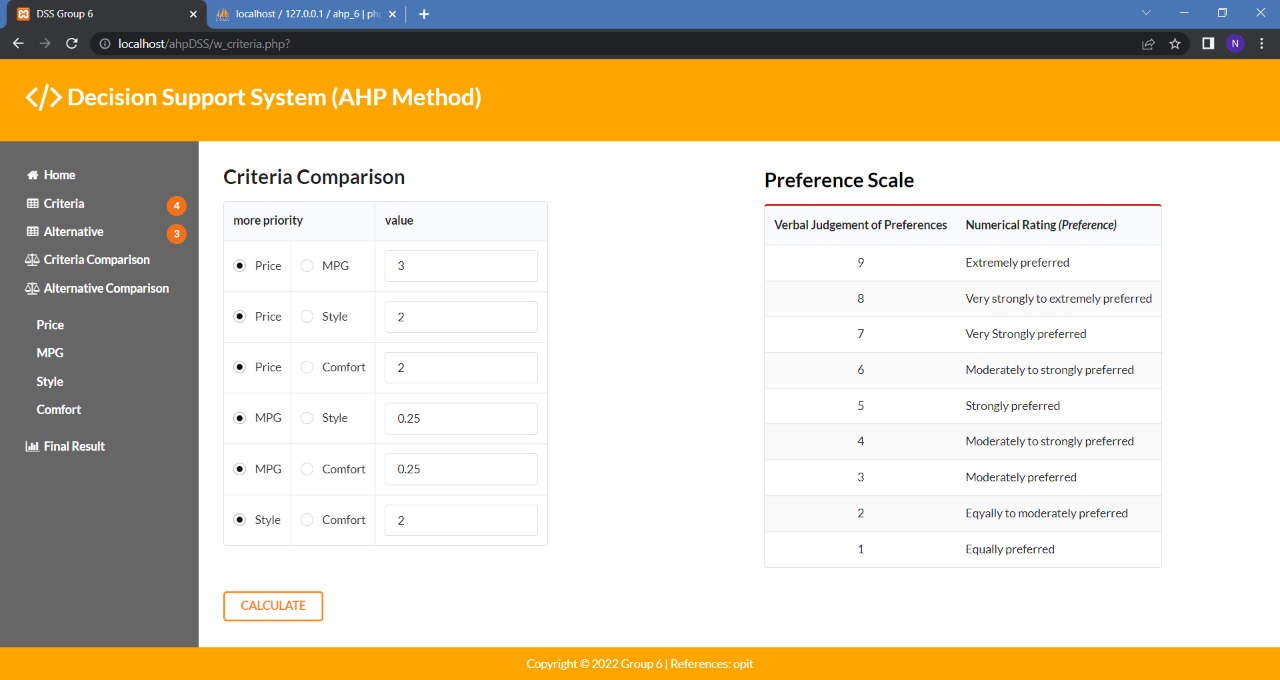 DSS Group 6
localhost / 127.0.0.1 / ahp_6 | ph
localhost/ahpDSS/w_criteria.php?
N
</> Decision Support System (AHP Method)
Home
Criteria 4
Alternative 3
Criteria Comparison
Alternative Comparison
Price
MPG
Style
Comfort
Final Result
Criteria Comparison
more priority value
Price MPG 3
Price Style 2
Price Comfort 2
MPG Style 0.25
MPG Comfort 0.25
Style Comfort 2
CALCULATE
Preference Scale
Verbal Judgement of Preferences Numerical Rating (Preference)
9 Extremely preferred
8 Very strongly to extremely preferred
7 Very Strongly preferred
6 Moderately to strongly preferred
5 Strongly preferred
4 Moderately to strongly preferred
3 Moderately preferred
2 Eqyally to moderately preferred
1 Equally preferred
Copyright © 2022 Group 6 | References: opit